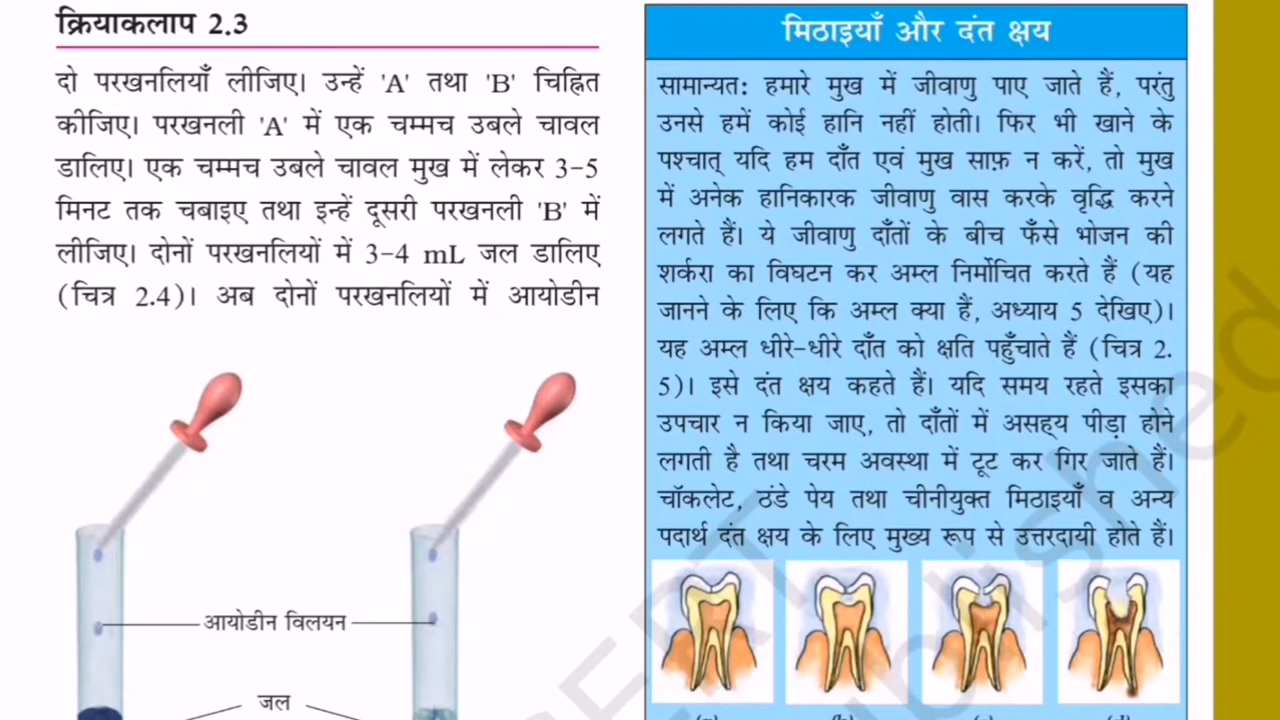 क्रियाकलाप 2.3
दो परखनलियाँ लीजिए। उन्हें 'A' तथा 'B' चिह्नित
कीजिए। परखनली 'A' में एक चम्मच उबले चावल
डालिए। एक चम्मच उबले चावल मुख में लेकर 3–5
मिनट तक चबाइए तथा इन्हें दूसरी परखनली 'B' में
लीजिए। दोनों परखनलियों में 3–4 mL जल डालिए
(चित्र 2.4)। अब दोनों परखनलियों में आयोडीन
आयोडीन विलयन
जल
मिठाइयाँ और दंत क्षय
सामान्यत: हमारे मुख में जीवाणु पाए जाते हैं, परंतु
उनसे हमें कोई हानि नहीं होती। फिर भी खाने के
पश्चात् यदि हम दाँत एवं मुख साफ़ न करें, तो मुख
में अनेक हानिकारक जीवाणु वास करके वृद्धि करने
लगते हैं। ये जीवाणु दाँतों के बीच फँसे भोजन की
शर्करा का विघटन कर अम्ल निर्मोचित करते हैं (यह
जानने के लिए कि अम्ल क्या हैं, अध्याय 5 देखिए)।
यह अम्ल धीरे-धीरे दाँत को क्षति पहुँचाते हैं (चित्र 2.
5)। इसे दंत क्षय कहते हैं। यदि समय रहते इसका
उपचार न किया जाए, तो दाँतों में असह्य पीड़ा होने
लगती है तथा चरम अवस्था में टूट कर गिर जाते हैं।
चॉकलेट, ठंडे पेय तथा चीनीयुक्त मिठाइयाँ व अन्य
पदार्थ दंत क्षय के लिए मुख्य रूप से उत्तरदायी होते हैं।